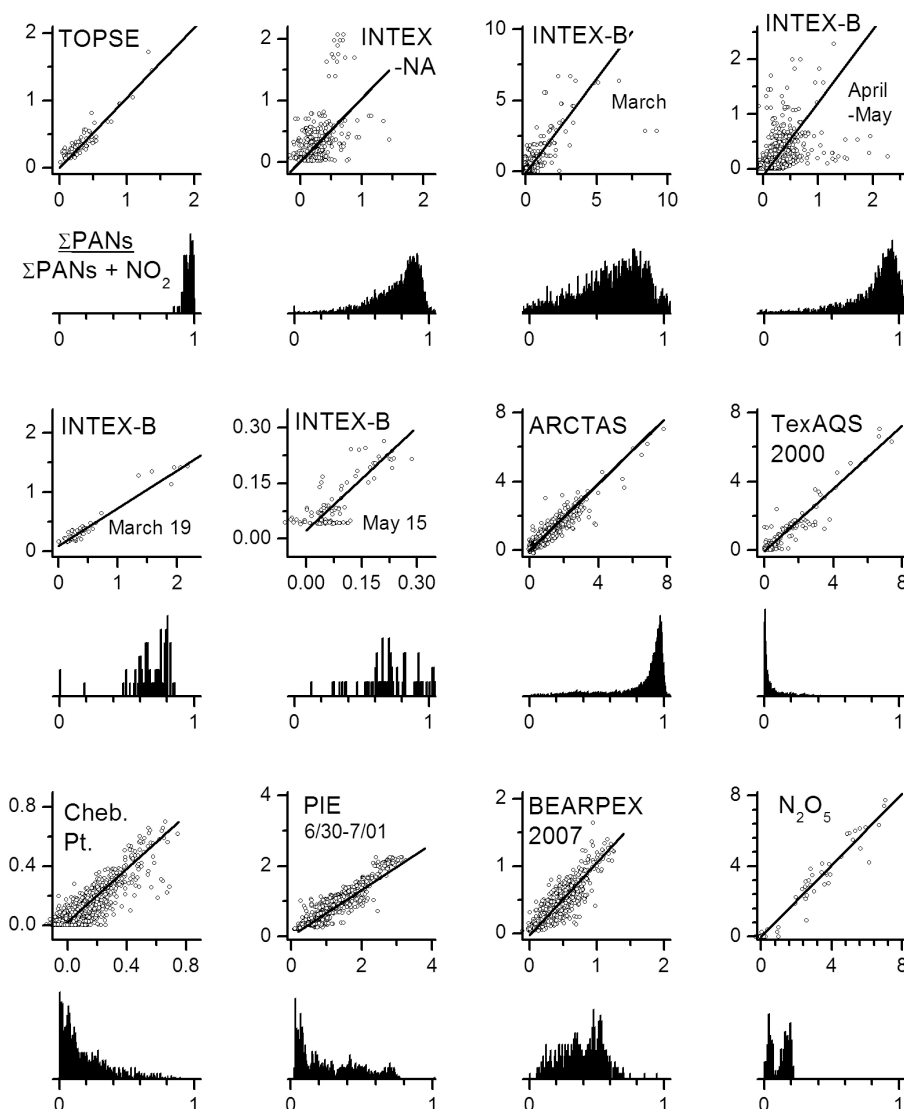 TOPSE
2
1
0
0 1 2
INTEX
-NA
2
1
0
0 1 2
INTEX-B
March
10
5
0
0 5 10
INTEX-B
April
-May
2
1
0
0 1 2
ΣPANs
ΣPANs + NO₂
0 1
0 1
0 1
0 1
INTEX-B
March 19
2
1
0
0 1 2
INTEX-B
May 15
0.30
0.15
0.00
0.00 0.15 0.30
ARCTAS
8
4
0
0 4 8
TexAQS
2000
8
4
0
0 4 8
0 1
0 1
0 1
0 1
Cheb.
Pt.
0.8
0.4
0.0
0.0 0.4 0.8
PIE
6/30-7/01
4
2
0
0 2 4
BEARPEX
2007
2
1
0
0 1 2
N₂O₅
8
4
0
0 4 8
0 1
0 1
0 1
0 1